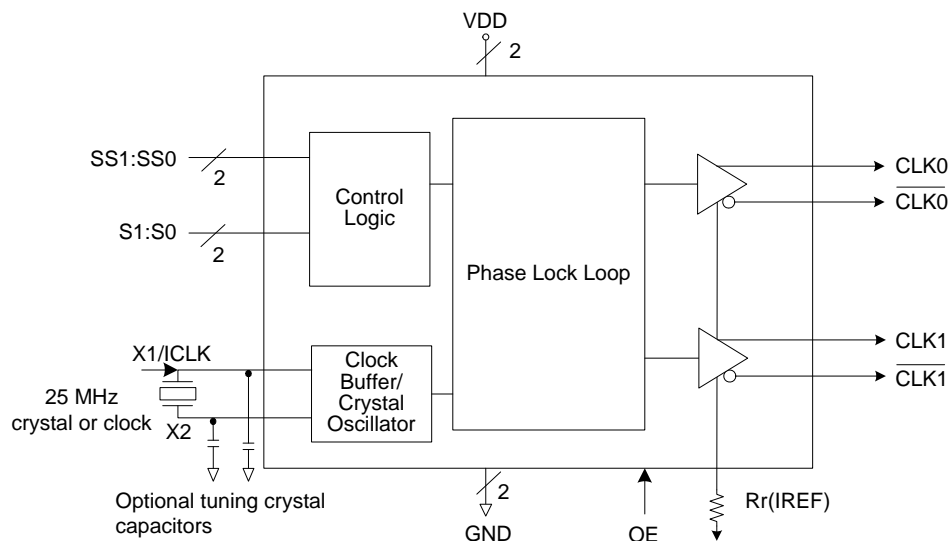 VDD
2
SS1:SS0
2
S1:S0
2
Control
Logic
Phase Lock Loop
CLK0
CLK0
CLK1
CLK1
X1/ICLK
25 MHz
crystal or clock
X2
Clock
Buffer/
Crystal
Oscillator
Optional tuning crystal
capacitors
2
GND
OE
Rr(IREF)